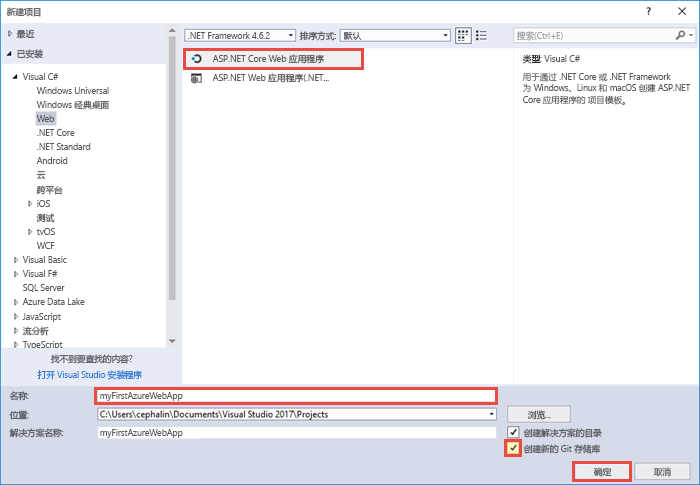 新建项目
?
最近
已安装
Visual C#
Windows Universal
Windows 经典桌面
Web
.NET Core
.NET Standard
Android
云
跨平台
iOS
测试
tvOS
WCF
Visual Basic
Visual F#
SQL Server
Azure Data Lake
JavaScript
流分析
TypeScript
找不到要查找的内容?
打开 Visual Studio 安装程序
.NET Framework 4.6.2 排序方式: 默认
ASP.NET Core Web 应用程序
ASP.NET Web 应用程序(.NET...
搜索(Ctrl+E)
类型: Visual C#
用于通过 .NET Core 或 .NET Framework
为 Windows、Linux 和 macOS 创建 ASP.NET
Core 应用程序的 项目模板。
名称: myFirstAzureWebApp
位置: C:\Users\cephalin\Documents\Visual Studio 2017\Projects 浏览...
解决方案名称: myFirstAzureWebApp
创建解决方案的目录
创建新的 Git 存储库
确定 取消